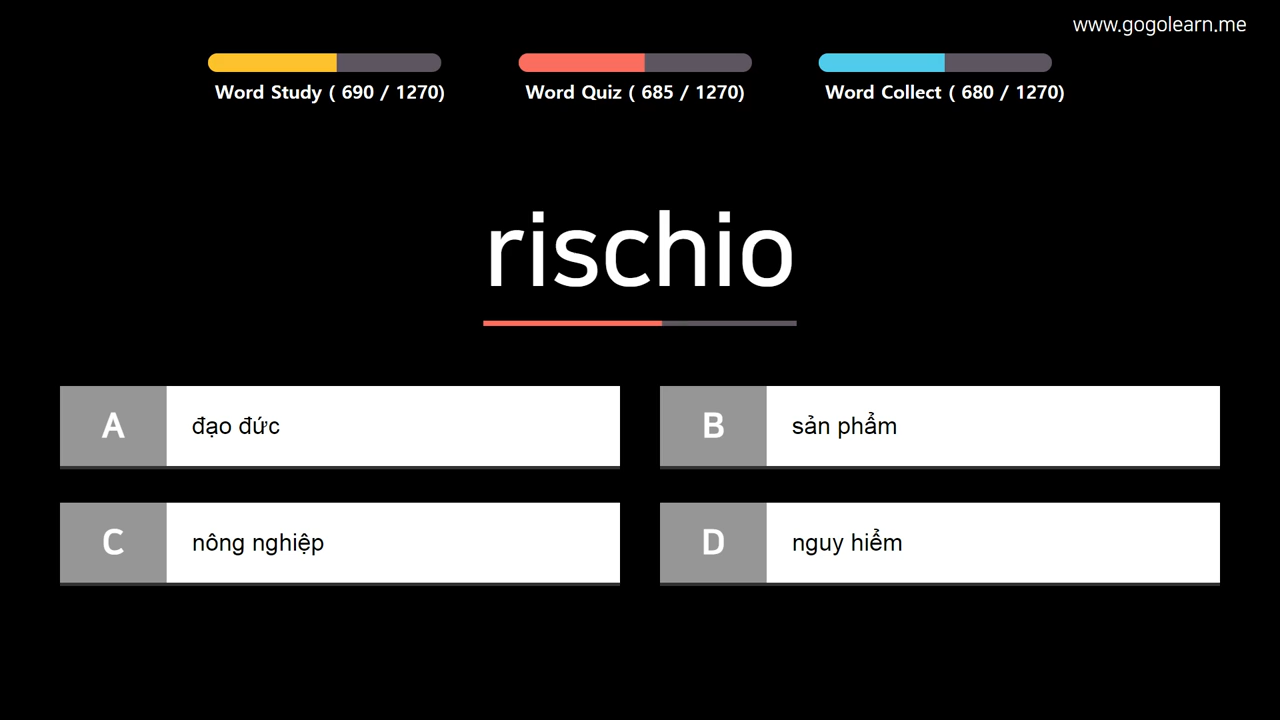 www.gogolearn.me
Word Study ( 690 / 1270)
Word Quiz ( 685 / 1270)
Word Collect ( 680 / 1270)
rischio
A đạo đức
B sản phẩm
C nông nghiệp
D nguy hiểm